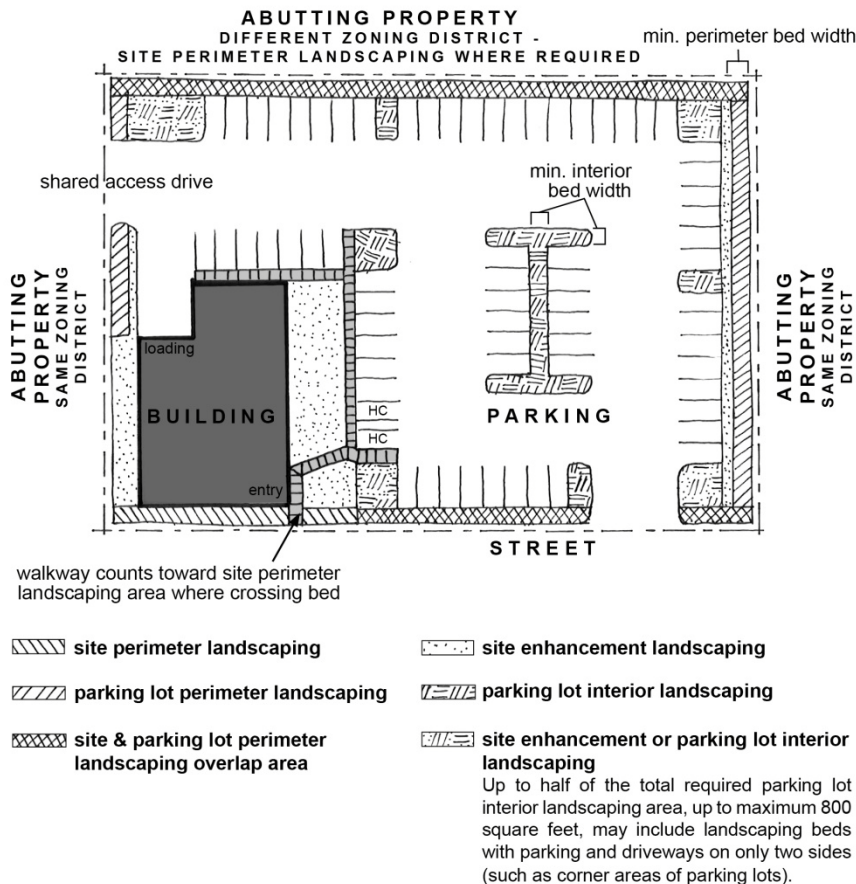 ABUTTING PROPERTY
DIFFERENT ZONING DISTRICT -
SITE PERIMETER LANDSCAPING WHERE REQUIRED
min. perimeter bed width
shared access drive
min. interior
bed width
ABUTTING
PROPERTY
SAME ZONING
DISTRICT
loading
BUILDING
entry
HC
HC
PARKING
ABUTTING
PROPERTY
SAME ZONING
DISTRICT
STREET
walkway counts toward site perimeter
landscaping area where crossing bed
site perimeter landscaping
parking lot perimeter landscaping
site & parking lot perimeter
landscaping overlap area
site enhancement landscaping
parking lot interior landscaping
site enhancement or parking lot interior
landscaping
Up to half of the total required parking lot
interior landscaping area, up to maximum 800
square feet, may include landscaping beds
with parking and driveways on only two sides
(such as corner areas of parking lots).